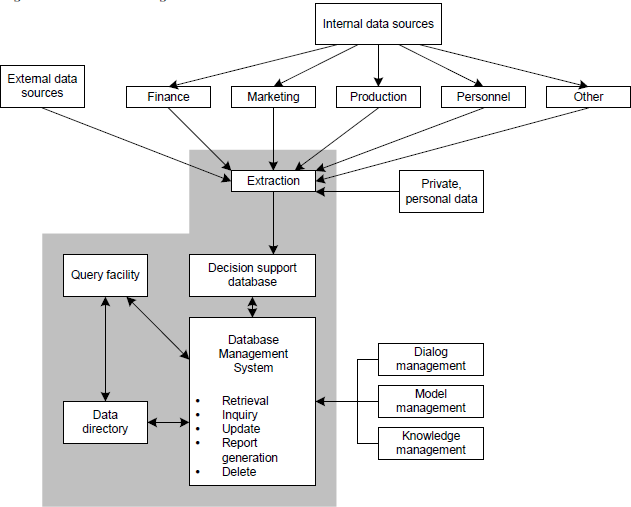 Internal data sources
External data
sources
Finance
Marketing
Production
Personnel
Other
Extraction
Private,
personal data
Query facility
Decision support
database
Database
Management
System
• Retrieval
• Inquiry
• Update
• Report
generation
• Delete
Data
directory
Dialog
management
Model
management
Knowledge
management